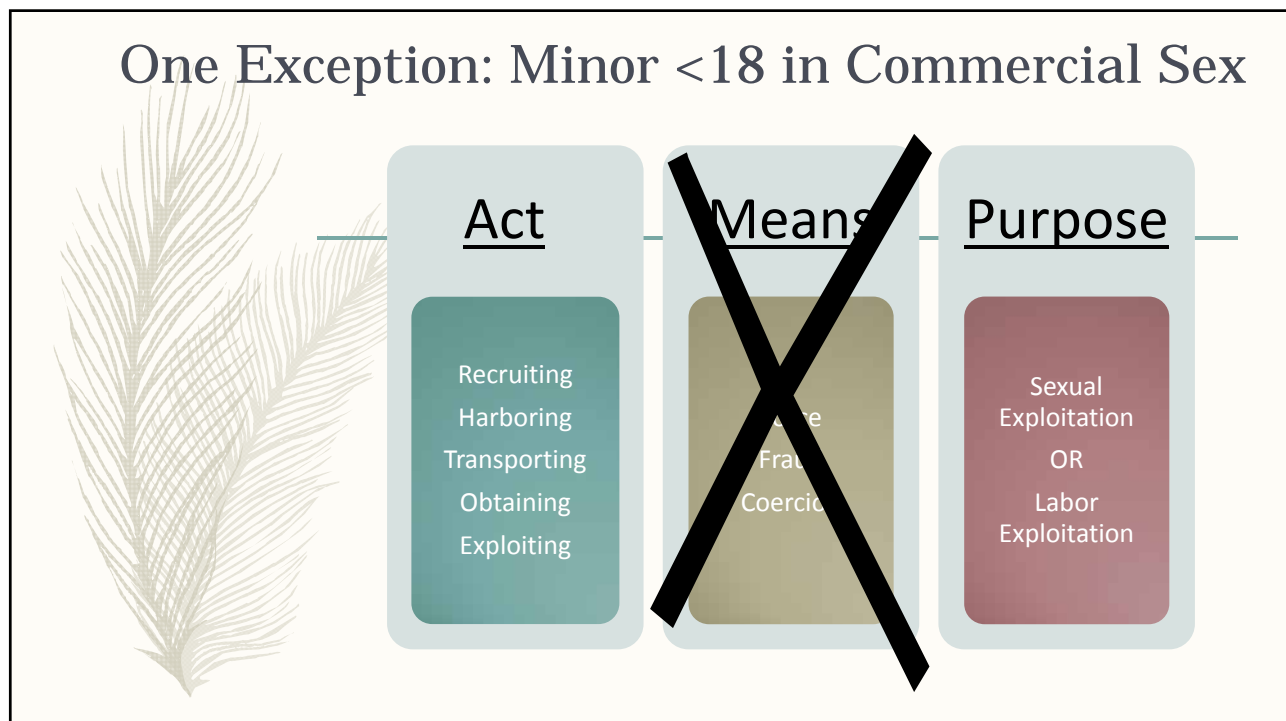 One Exception: Minor <18 in Commercial Sex
Act
Recruiting
Harboring
Transporting
Obtaining
Exploiting
Means
Purpose
Sexual
Exploitation
OR
Labor
Exploitation